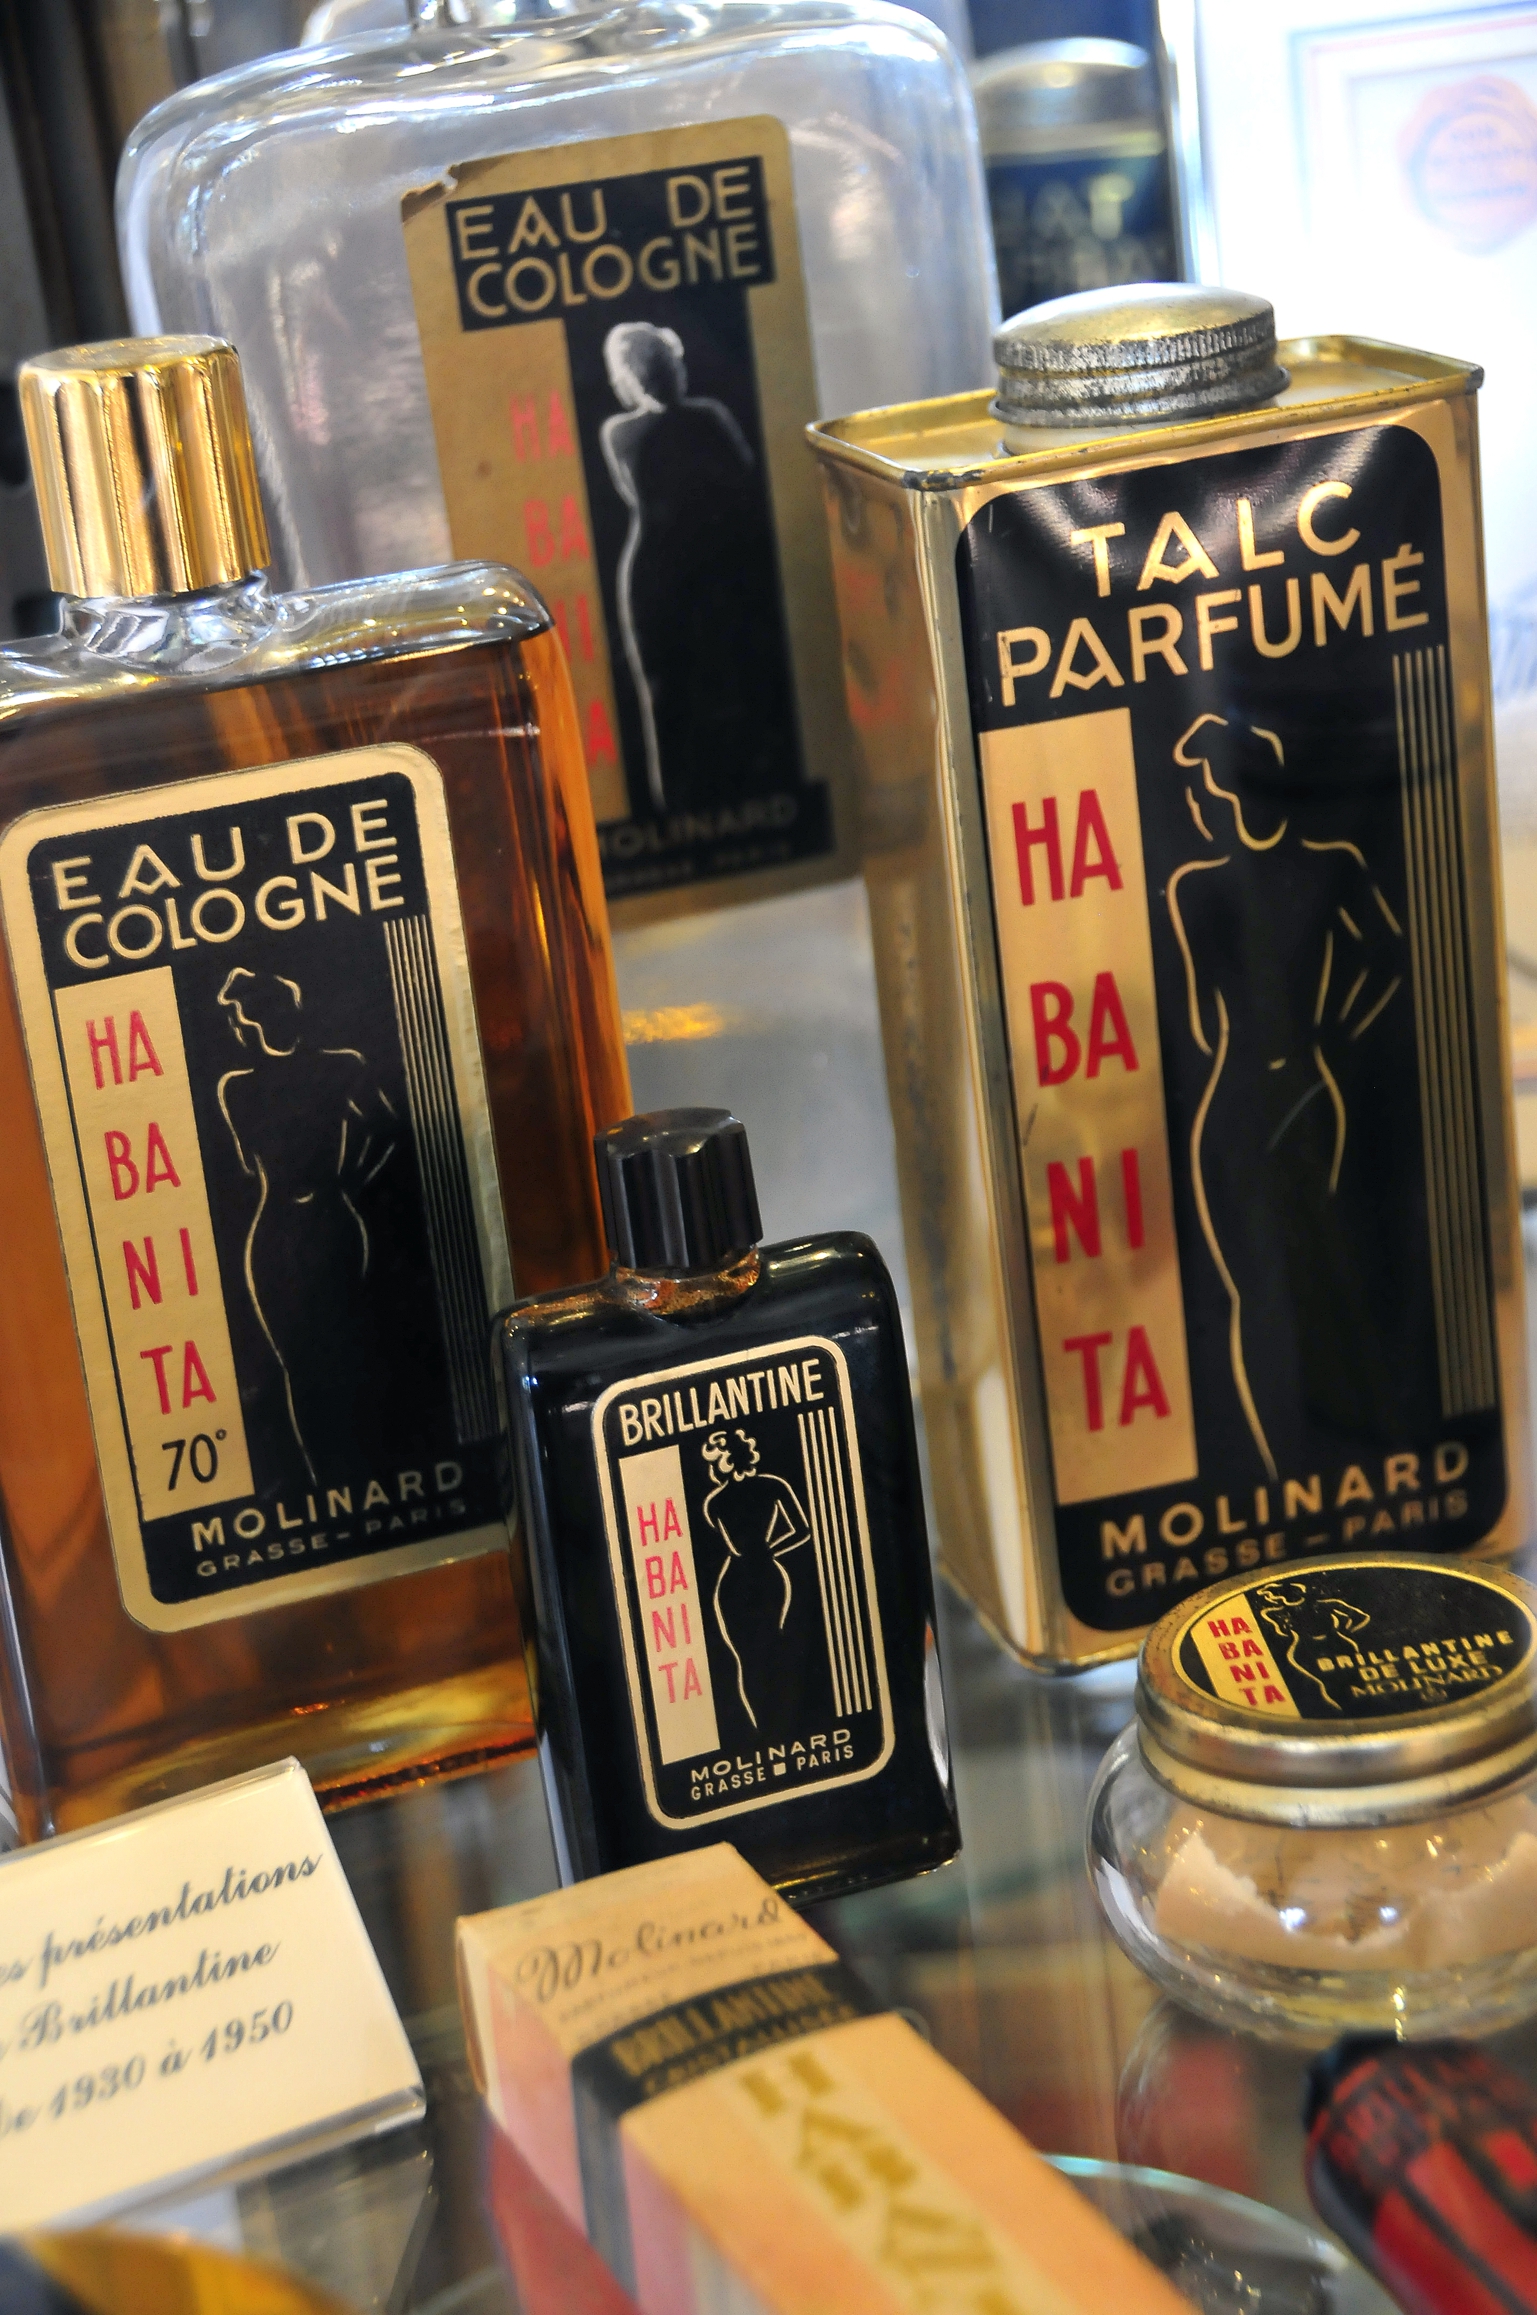 EAU DE
COLOGNE
HA
BA
NI
TA
MOLINARD
TALC
PARFUMÉ
HA
BA
NI
TA
MOLINARD
GRASSE – PARIS
EAU DE
COLOGNE
HA
BA
NI
TA
70°
MOLINARD
GRASSE – PARIS
BRILLANTINE
HA
BA
NI
TA
MOLINARD
GRASSE ■ PARIS
HA
BA
NI
TA
BRILLANTINE
DE LUXE
MOLINARD
présentations
Brillantine
1930 à 1950
Molinard
BRILLANTINE